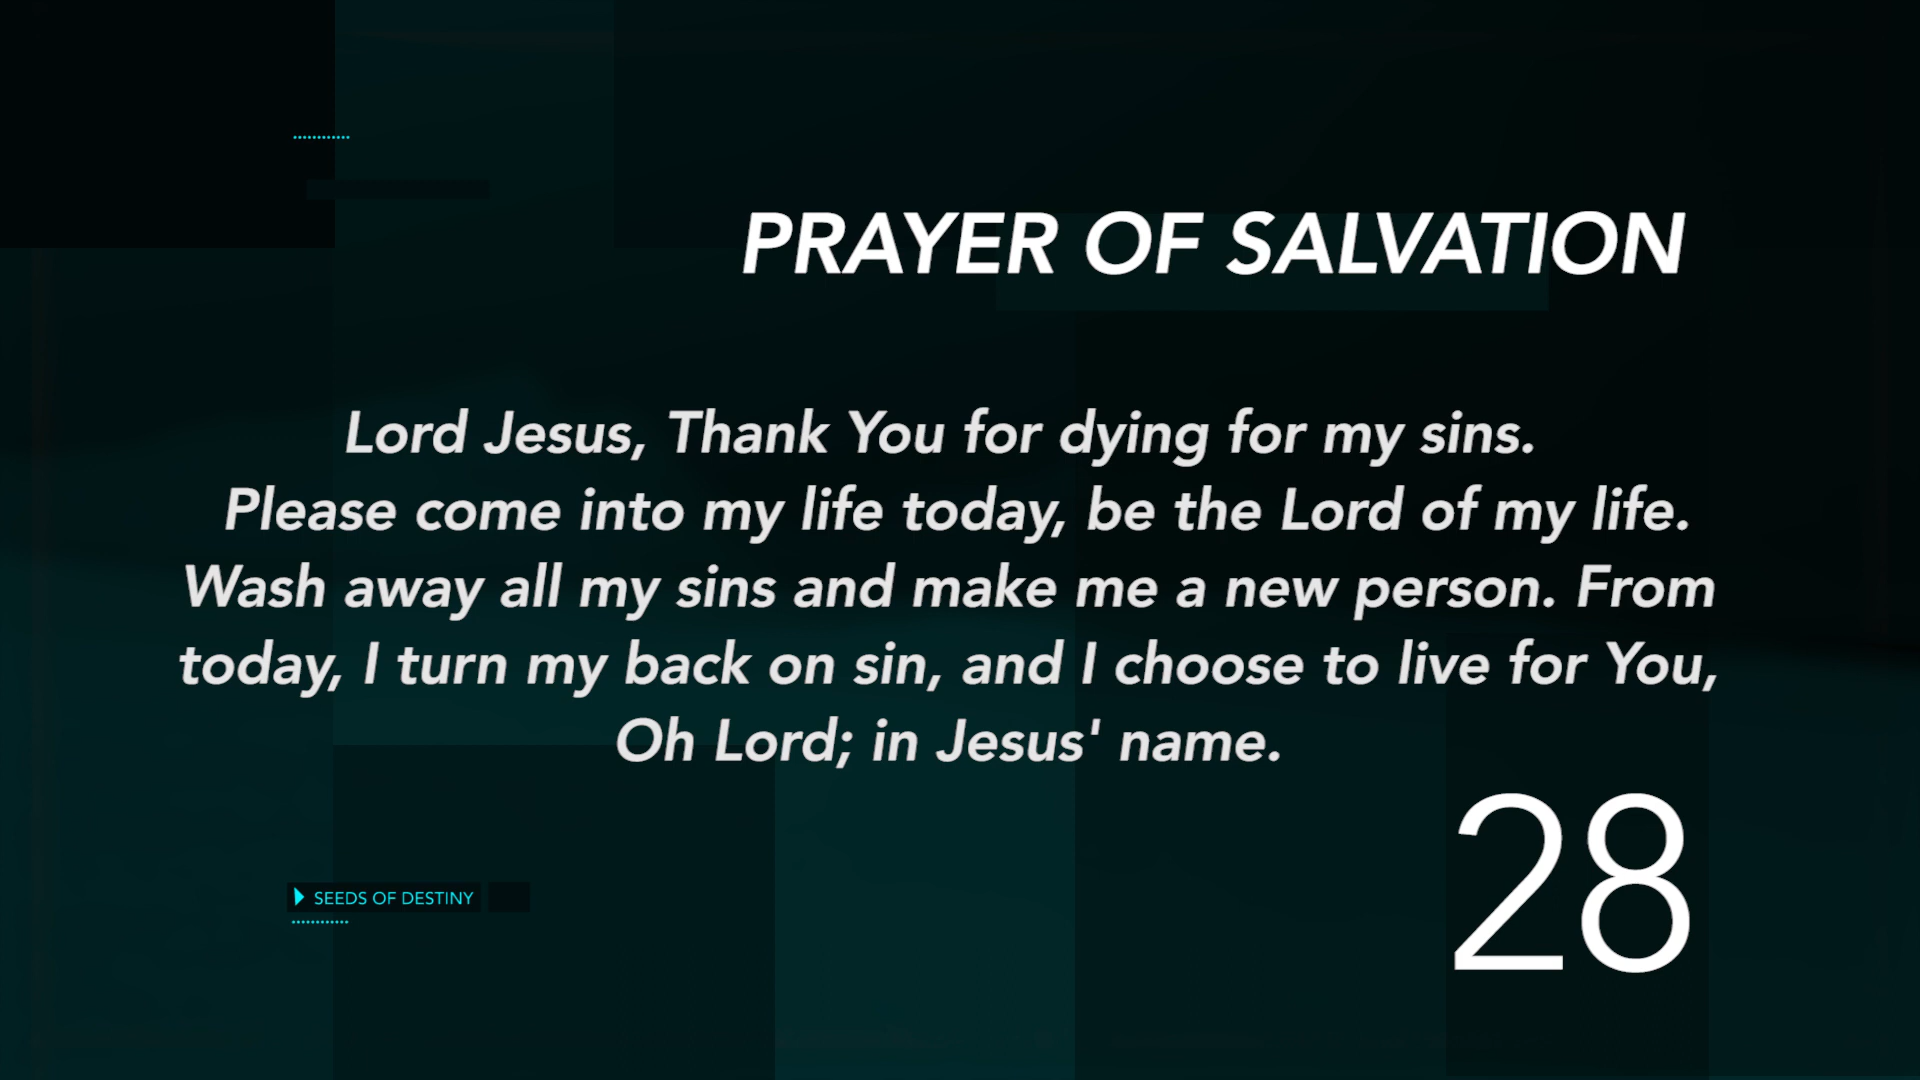 PRAYER OF SALVATION
Lord Jesus, Thank You for dying for my sins.
Please come into my life today, be the Lord of my life.
Wash away all my sins and make me a new person. From
today, I turn my back on sin, and I choose to live for You,
Oh Lord; in Jesus' name.
SEEDS OF DESTINY
28